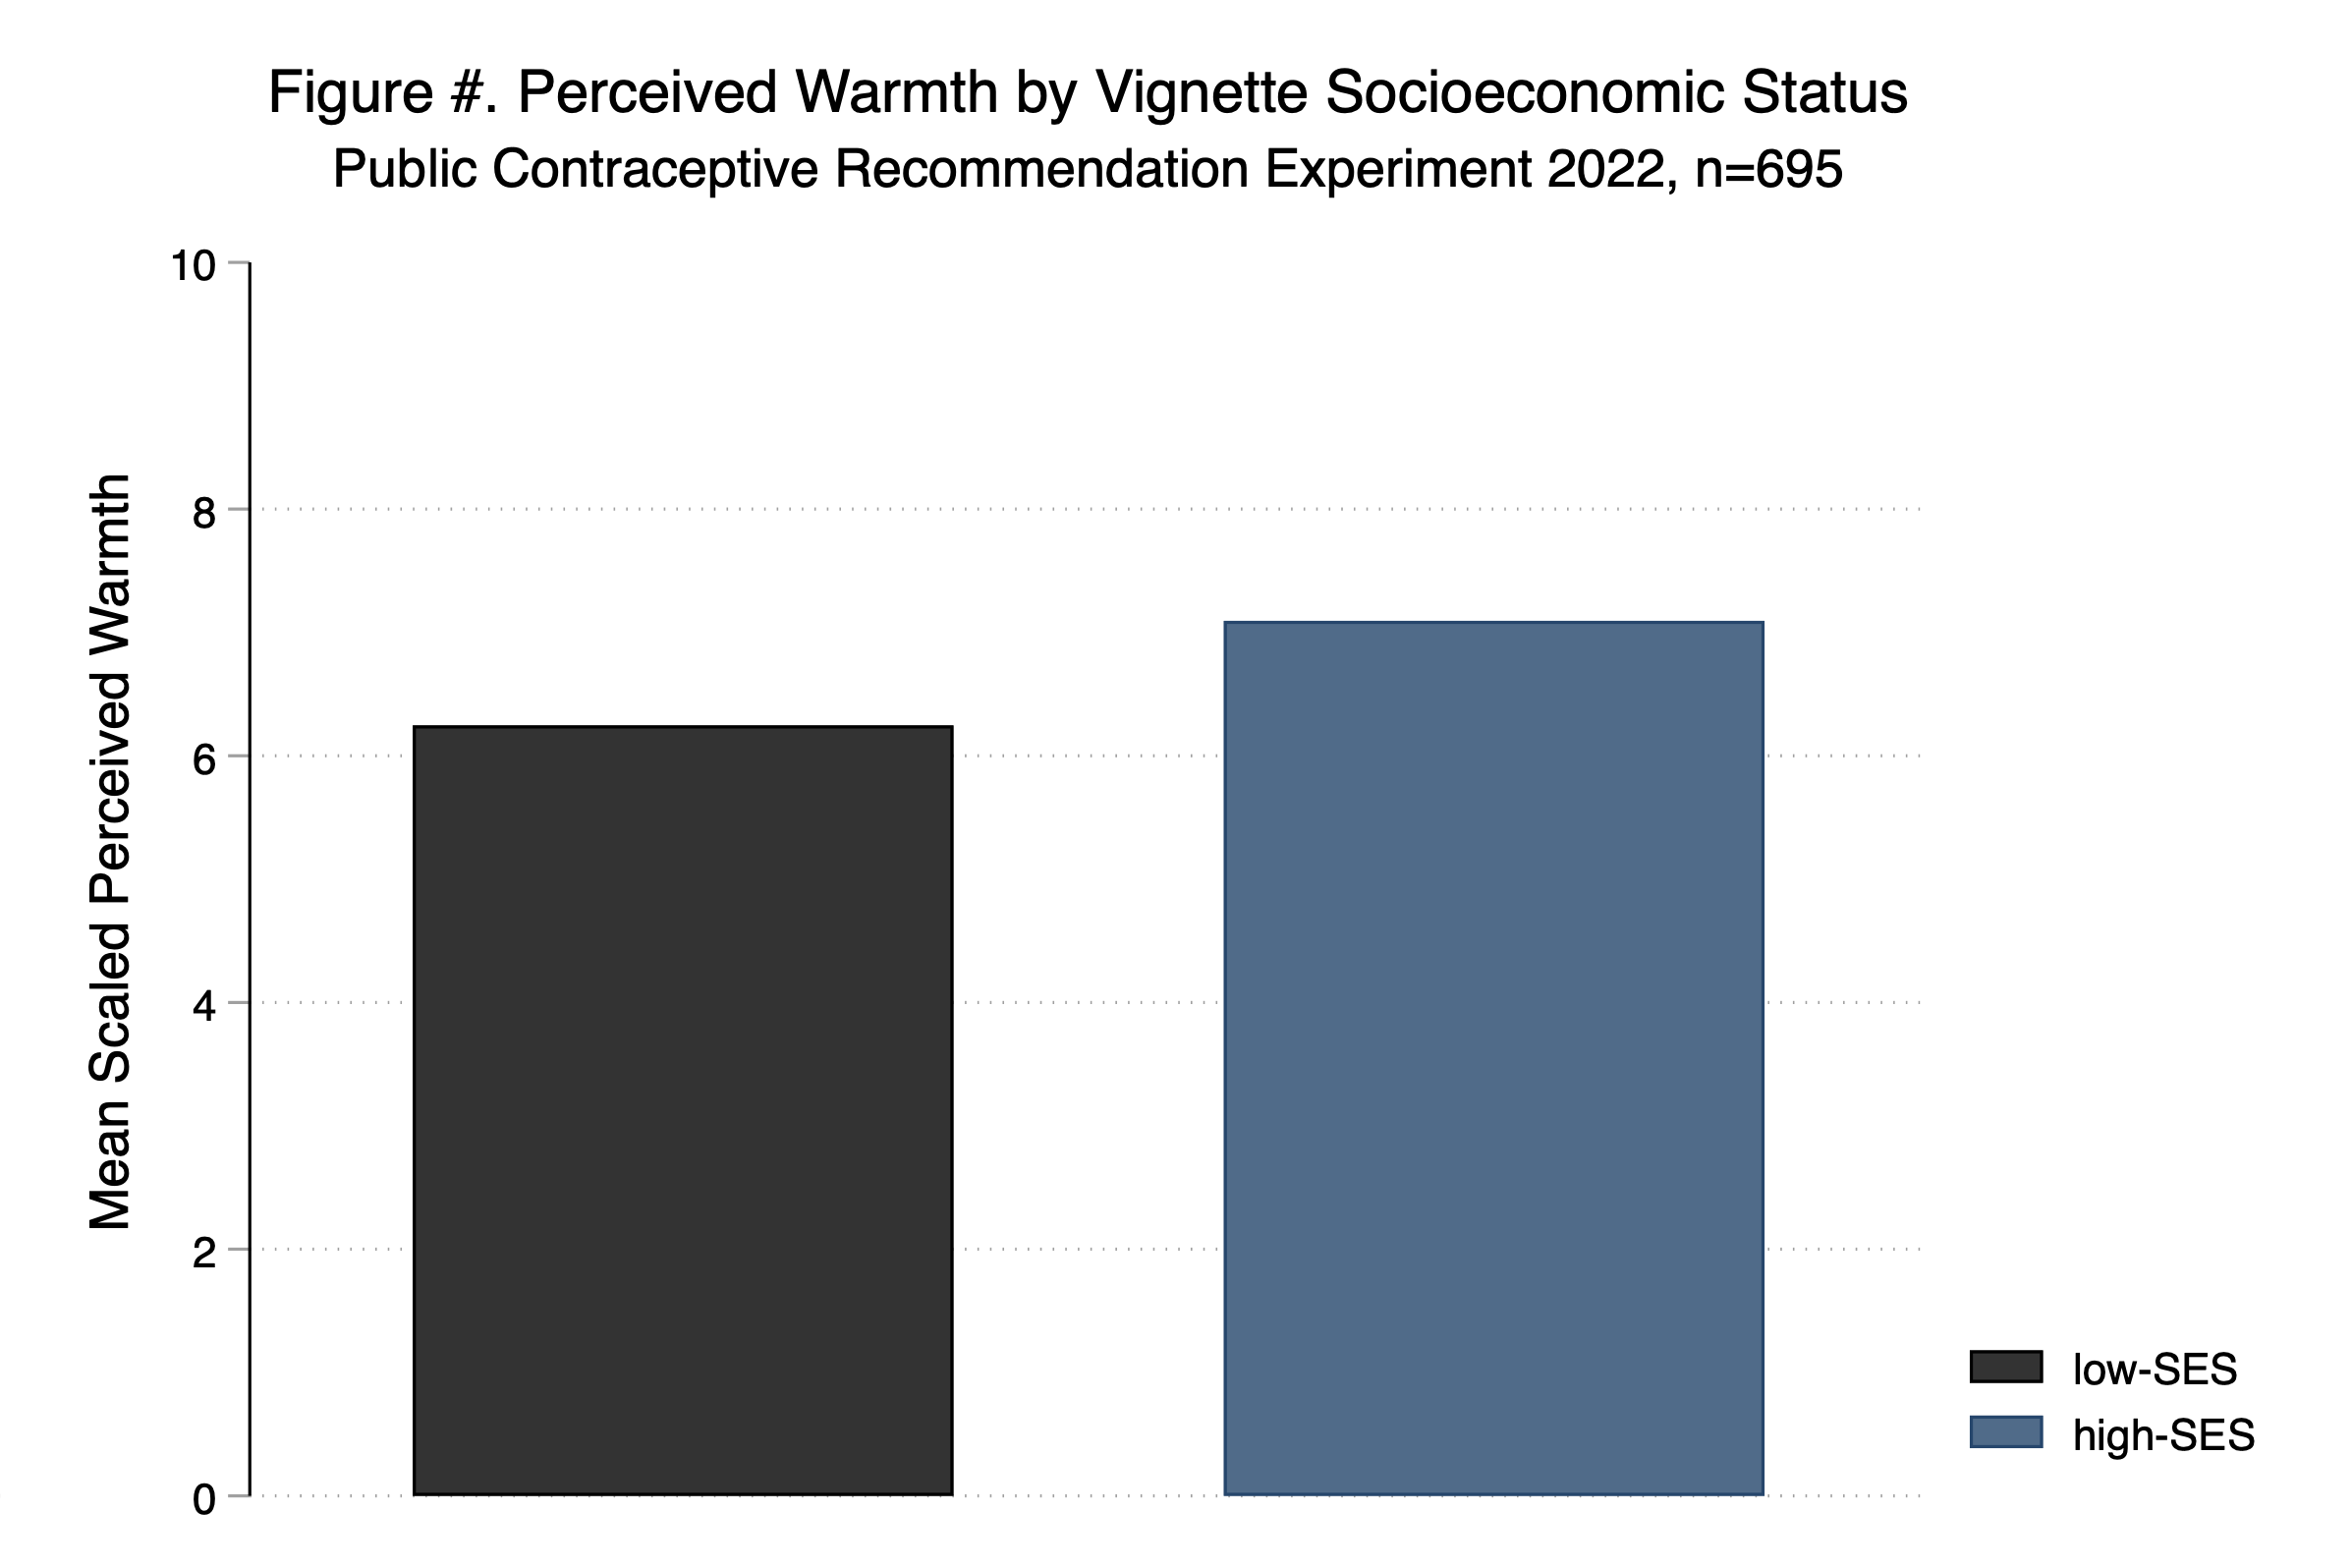 Figure #. Perceived Warmth by Vignette Socioeconomic Status
Public Contraceptive Recommendation Experiment 2022, n=695
Mean Scaled Perceived Warmth
10
8
6
4
2
0
low-SES
high-SES